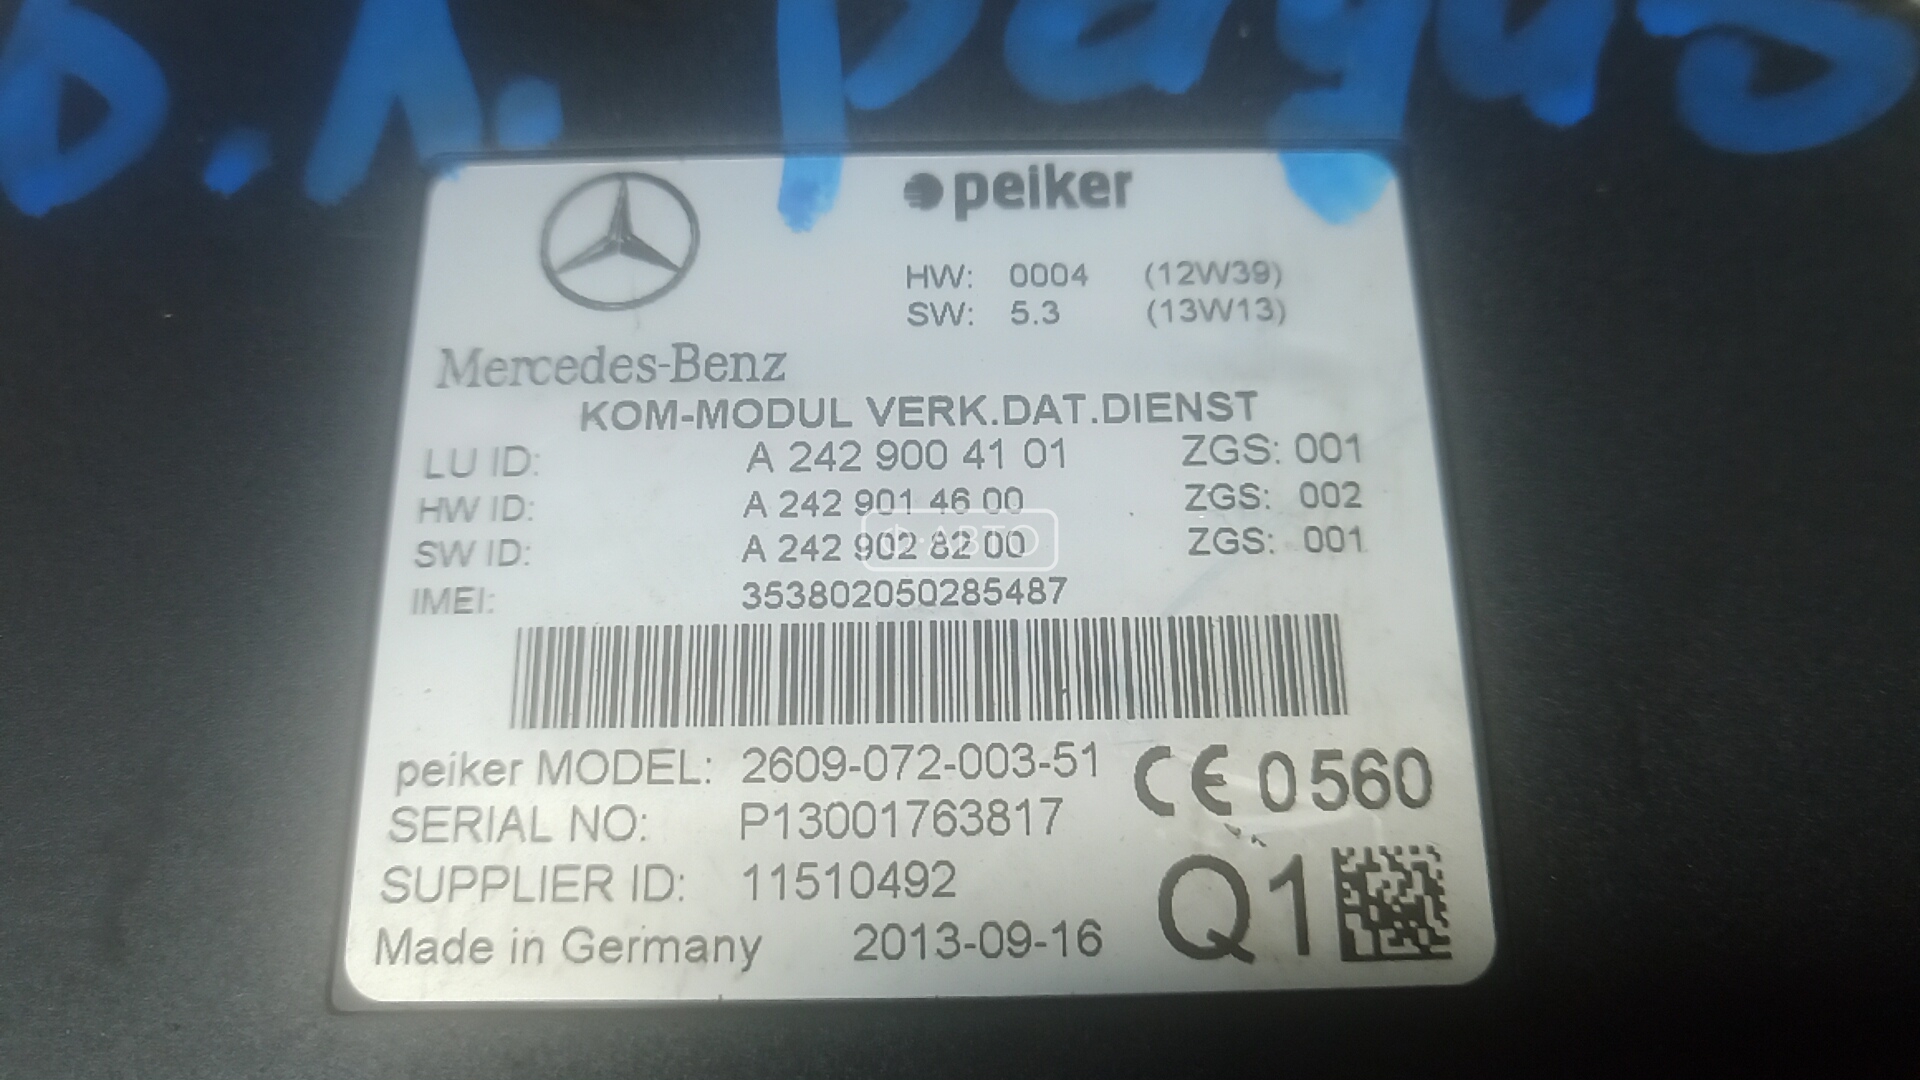 б.п. радио
peiker
HW: 0004 (12W39)
SW: 5.3 (13W13)
Mercedes-Benz
KOM-MODUL VERK.DAT.DIENST
LU ID: A 242 900 41 01 ZGS: 001
HW ID: A 242 901 46 00 ZGS: 002
SW ID: A 242 902 82 00 ZGS: 001
Ф-АВТО
IMEI: 353802050285487
peiker MODEL: 2609-072-003-51 CE 0560
SERIAL NO: P13001763817
SUPPLIER ID: 11510492
Made in Germany 2013-09-16 Q1